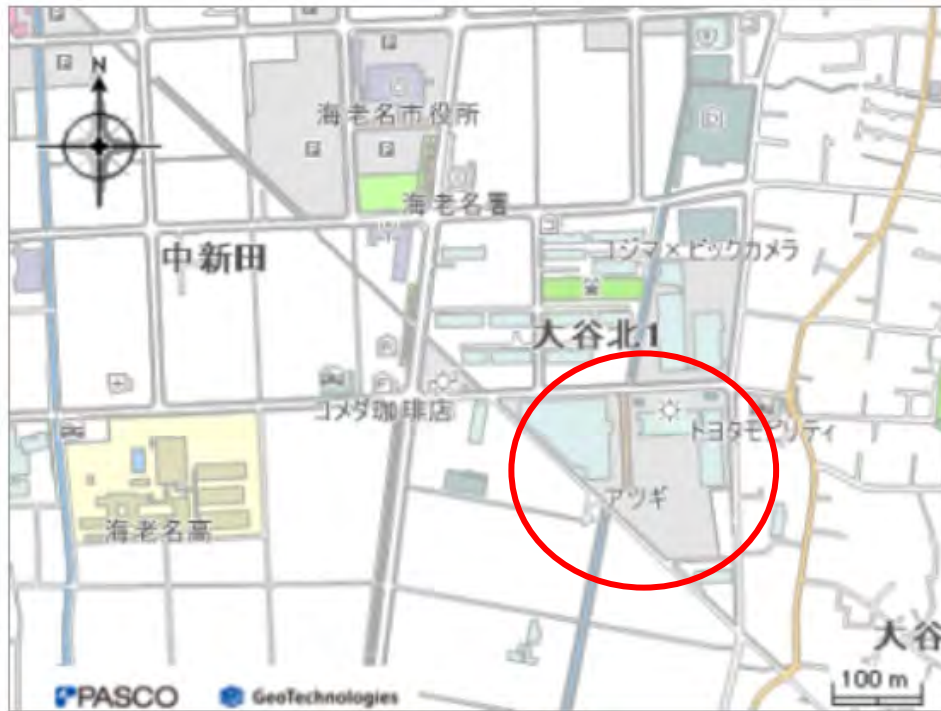 N
P
P
P
P
海老名市役所
海老名署
中新田
コジマ×ビックカメラ
大谷北1
コメダ珈琲店
トヨタモビリティ
アツギ
海老名高
大谷
100 m
PASCO
GeoTechnologies